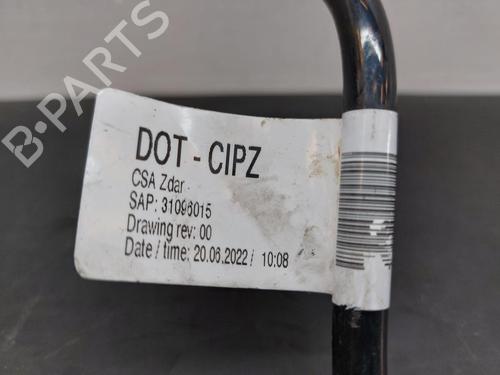 B-PARTS
DOT - CIPZ
CSA Zdar
SAP: 31096015
Drawing rev: 00
Date / time: 20.06.2022 / 10:08